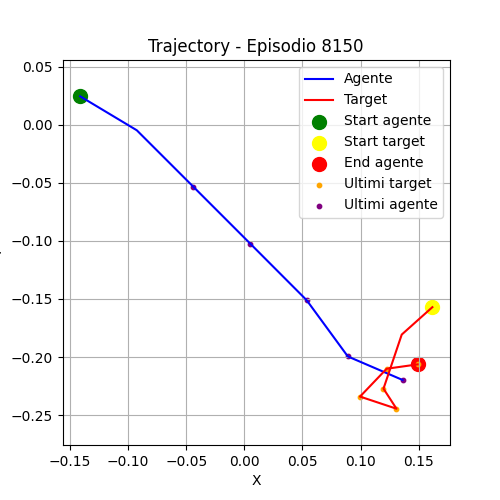 Trajectory - Episodio 8150
0.05
0.00
−0.05
−0.10
−0.15
−0.20
−0.25
−0.15
−0.10
−0.05
0.00
0.05
0.10
0.15
X
Agente
Target
Start agente
Start target
End agente
Ultimi target
Ultimi agente